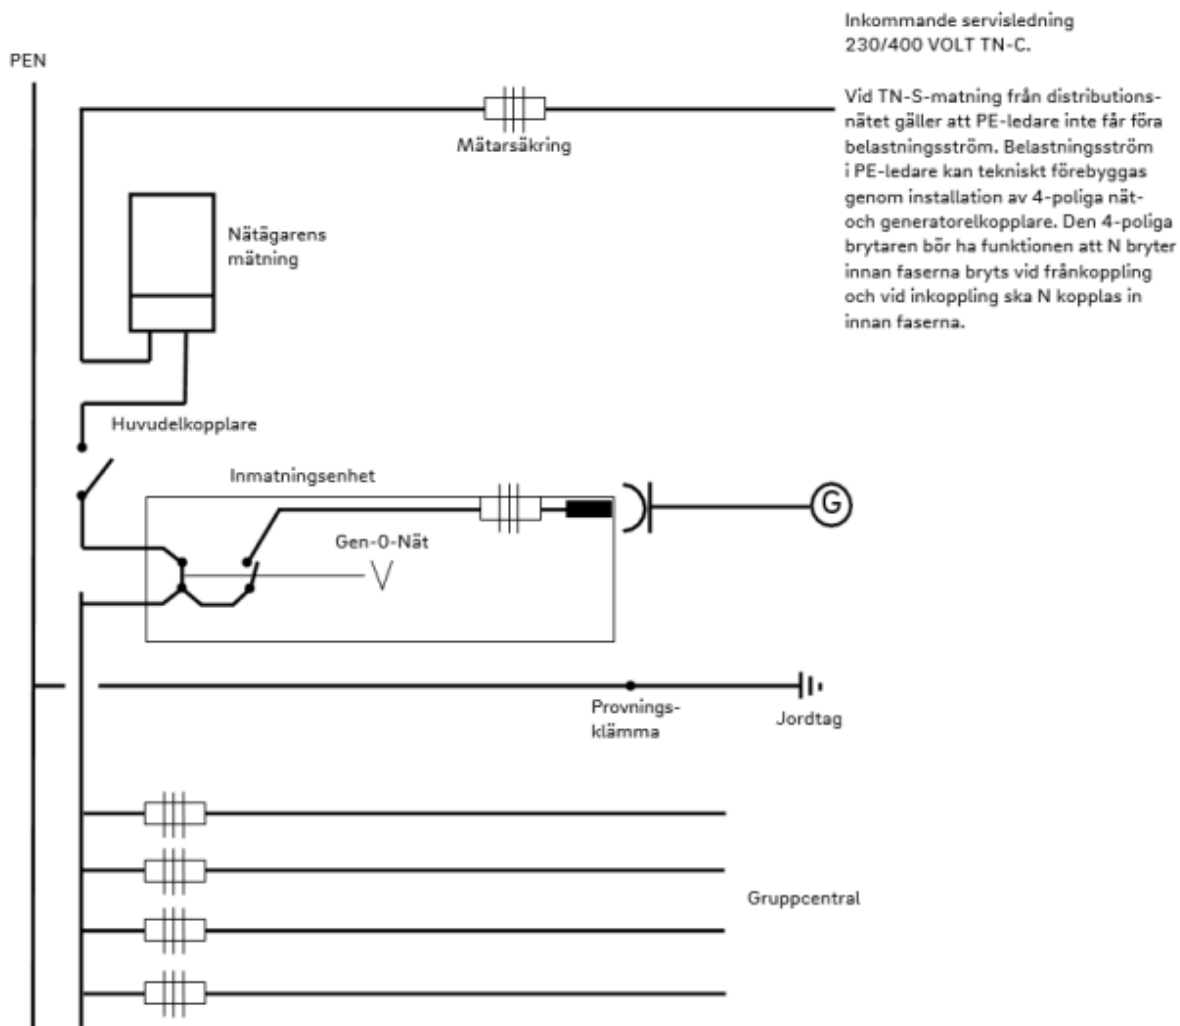 Inkommande servisledning
230/400 VOLT TN-C.
PEN
Vid TN-S-matning från distributions-
nätet gäller att PE-ledare inte får föra
belastningsström. Belastningsström
i PE-ledare kan tekniskt förebyggas
genom installation av 4-poliga nät-
och generatorelkopplare. Den 4-poliga
brytaren bör ha funktionen att N bryter
innan faserna bryts vid frånkoppling
och vid inkoppling ska N kopplas in
innan faserna.
Mätarsäkring
Nätägarens
mätning
Huvudelkopplare
Inmatningsenhet
G
Gen-0-Nät
Provnings-
klämma
Jordtag
Gruppcentral